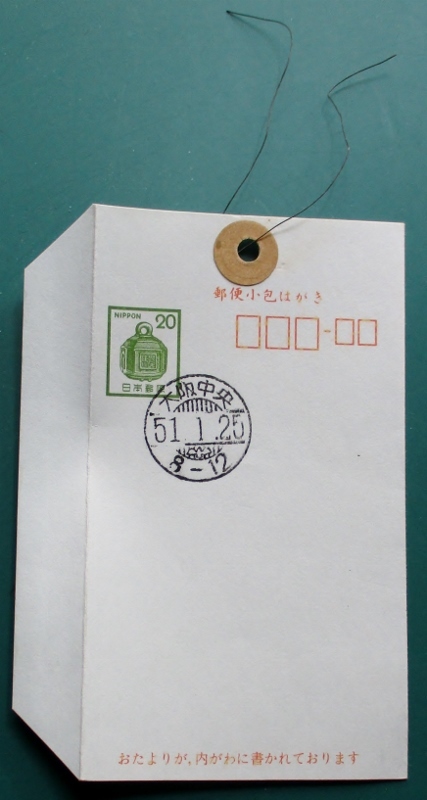 郵便小包はがき
NIPPON 20
日本郵便
大阪中央
51.1.25
8-12
おたよりが、内がわに書かれております